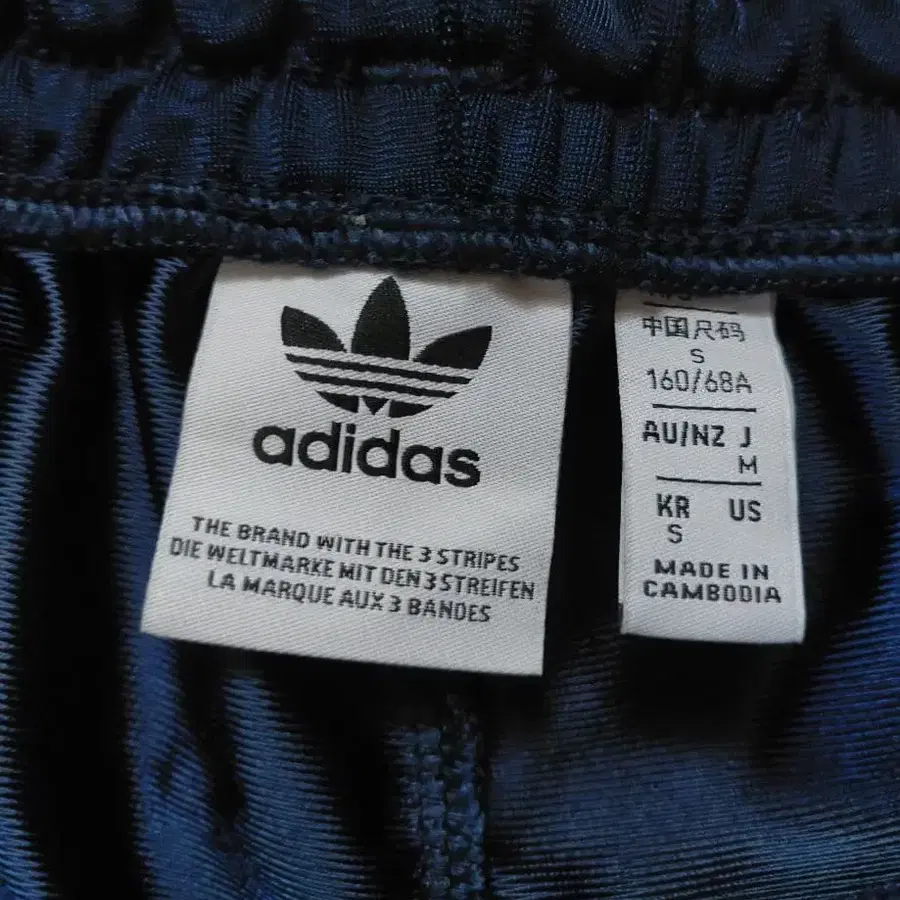 adidas
THE BRAND WITH THE 3 STRIPES
DIE WELTMARKE MIT DEN 3 STREIFEN
LA MARQUE AUX 3 BANDES
中国尺码
S
160/68A
AU/NZ J
M
KR US
S
MADE IN
CAMBODIA